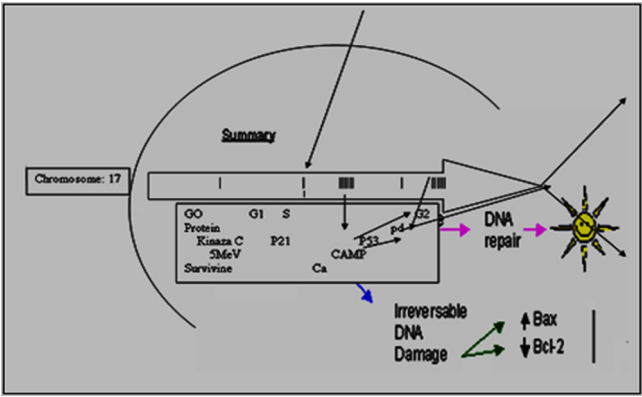 Summary
Chromosome: 17
GO G1 S G2
Protein pd
Kinaza C P21 P53
5MeV CAMP
Survivine Ca
DNA
repair
Irreversable
DNA
Damage
Bax
Bcl-2